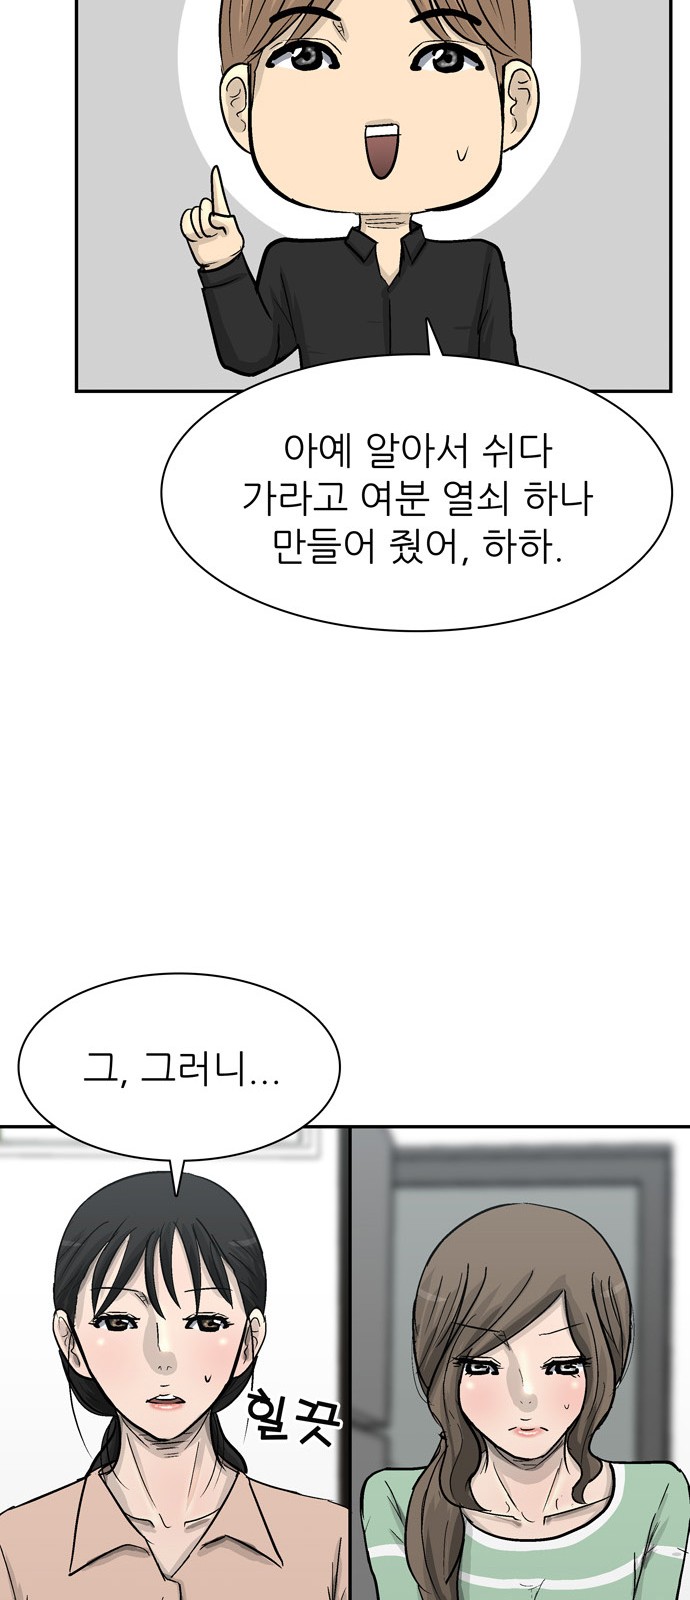 아예 알아서 쉬다
가라고 여분 열쇠 하나
만들어 줬어, 하하.
그, 그러니...
힐끗